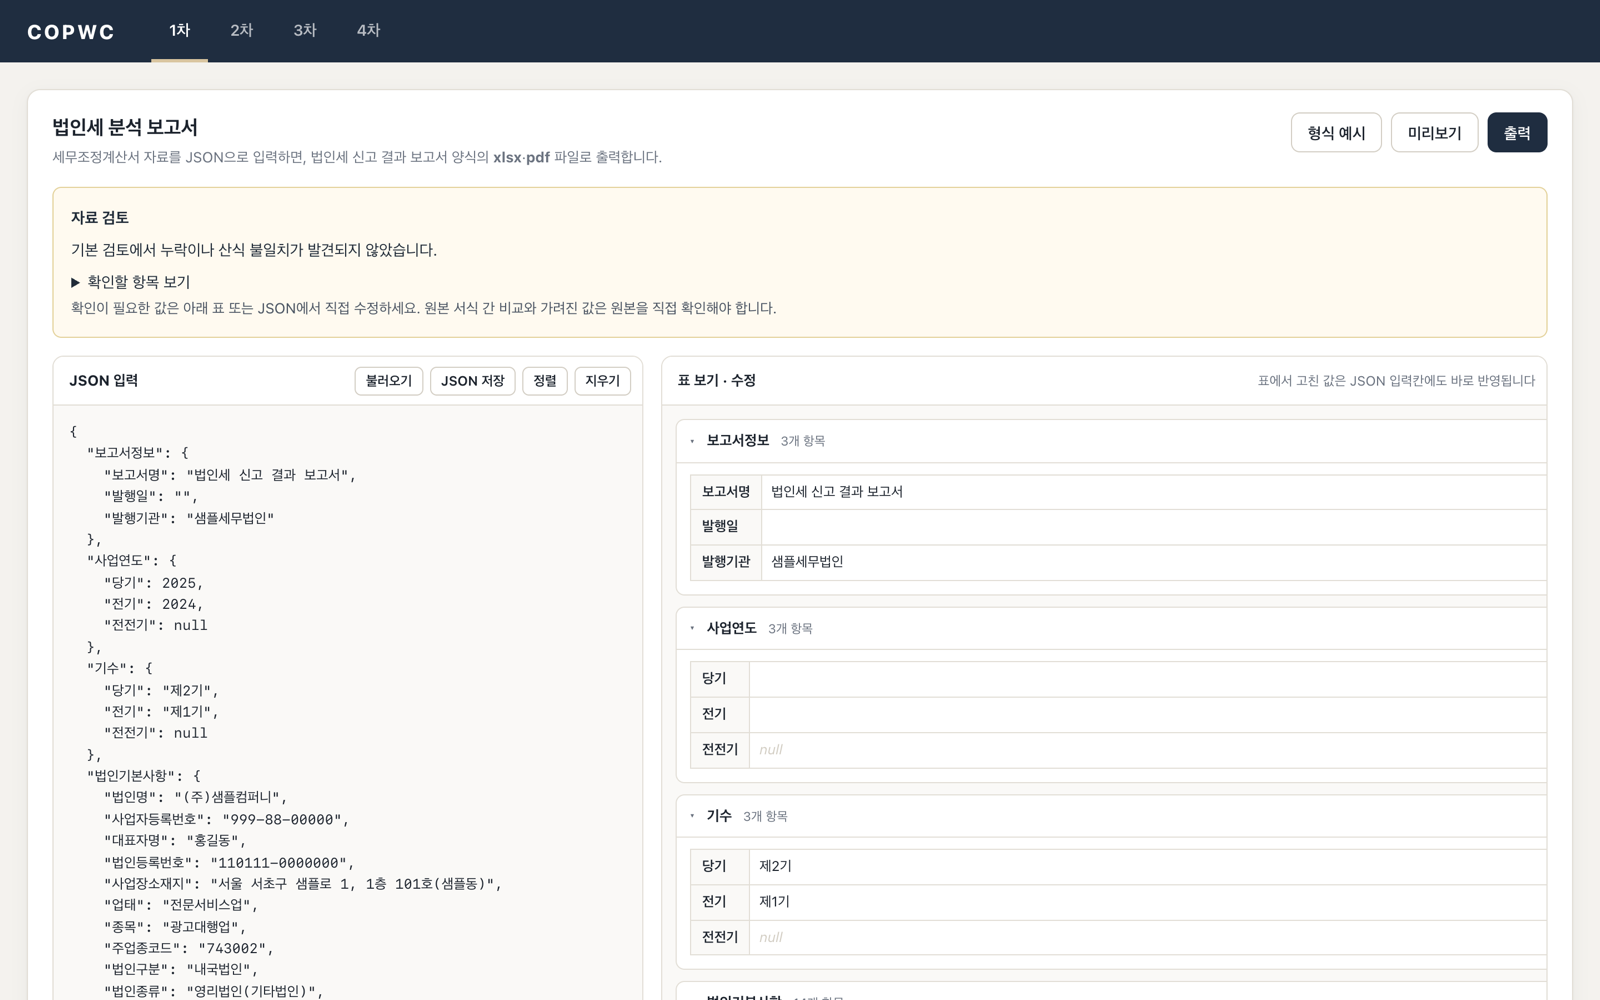 COPWC 1차 2차 3차 4차
법인세 분석 보고서
세무조정계산서 자료를 JSON으로 입력하면, 법인세 신고 결과 보고서 양식의 xlsx·pdf 파일로 출력합니다.
형식 예시 미리보기 출력
자료 검토
기본 검토에서 누락이나 산식 불일치가 발견되지 않았습니다.
▶ 확인할 항목 보기
확인이 필요한 값은 아래 표 또는 JSON에서 직접 수정하세요. 원본 서식 간 비교와 가려진 값은 원본을 직접 확인해야 합니다.
JSON 입력 불러오기 JSON 저장 정렬 지우기
{
"보고서정보": {
"보고서명": "법인세 신고 결과 보고서",
"발행일": "",
"발행기관": "샘플세무법인"
},
"사업연도": {
"당기": 2025,
"전기": 2024,
"전전기": null
},
"기수": {
"당기": "제2기",
"전기": "제1기",
"전전기": null
},
"법인기본사항": {
"법인명": "(주)샘플컴퍼니",
"사업자등록번호": "999-88-00000",
"대표자명": "홍길동",
"법인등록번호": "110111-0000000",
"사업장소재지": "서울 서초구 샘플로 1, 1층 101호(샘플동)",
"업태": "전문서비스업",
"종목": "광고대행업",
"주업종코드": "743002",
"법인구분": "내국법인",
"법인종류": "영리법인(기타법인)",
표 보기 · 수정 표에서 고친 값은 JSON 입력칸에도 바로 반영됩니다
보고서정보 3개 항목
보고서명 법인세 신고 결과 보고서
발행일
발행기관 샘플세무법인
사업연도 3개 항목
당기
전기
전전기 null
기수 3개 항목
당기 제2기
전기 제1기
전전기 null